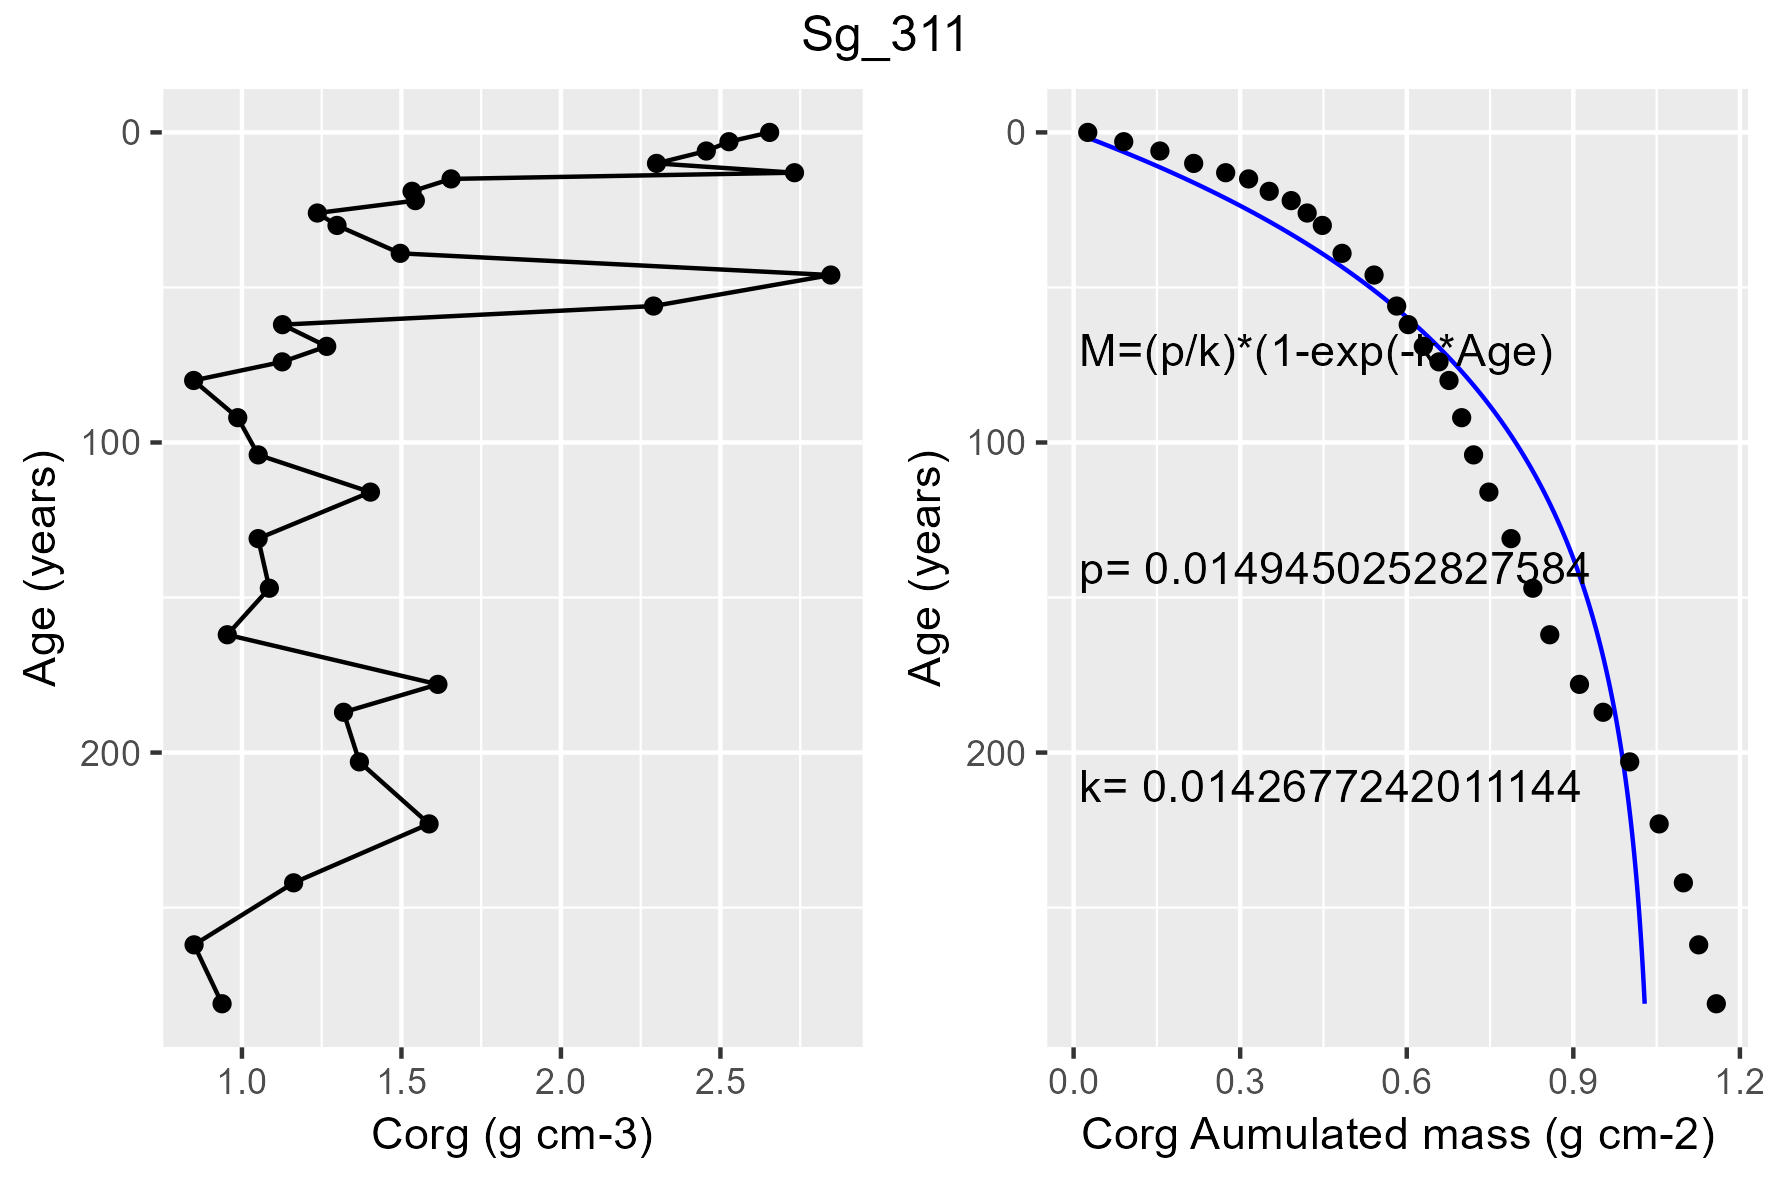 Sg_311
Age (years)
0
100
200
1.0 1.5 2.0 2.5
Corg (g cm-3)
Age (years)
0
100
200
M=(p/k)*(1-exp(-k*Age)
p= 0.0149450252827584
k= 0.0142677242011144
0.0 0.3 0.6 0.9 1.2
Corg Aumulated mass (g cm-2)